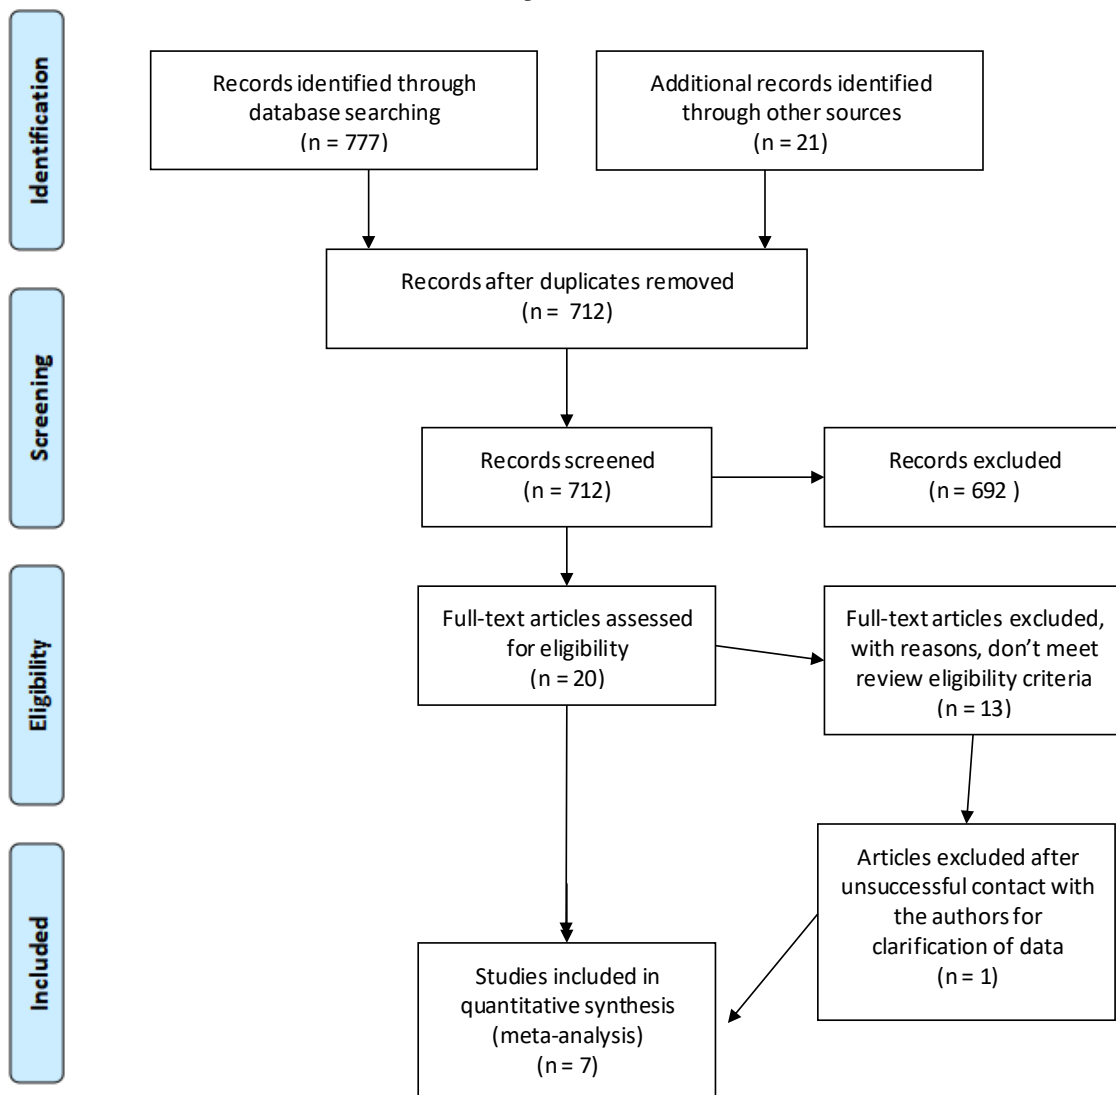 Identification
Records identified through
database searching
(n = 777)
Additional records identified
through other sources
(n = 21)
Records after duplicates removed
(n = 712)
Screening
Records screened
(n = 712)
Records excluded
(n = 692 )
Eligibility
Full-text articles assessed
for eligibility
(n = 20)
Full-text articles excluded,
with reasons, don’t meet
review eligibility criteria
(n = 13)
Articles excluded after
unsuccessful contact with
the authors for
clarification of data
(n = 1)
Included
Studies included in
quantitative synthesis
(meta-analysis)
(n = 7)